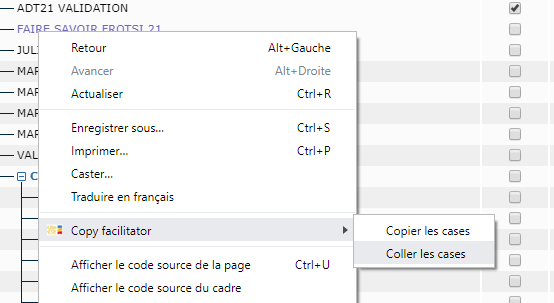 ADT21 VALIDATION
FAIRE SAVOIR FROTSI 21
JULI
Retour Alt+Gauche
Avancer Alt+Droite
MAR
Actualiser Ctrl+R
MAR
Enregistrer sous... Ctrl+S
MAR
Imprimer... Ctrl+P
VAL
Caster...
C
Traduire en français
Copy facilitator
Copier les cases
Coller les cases
Afficher le code source de la page Ctrl+U
Afficher le code source du cadre